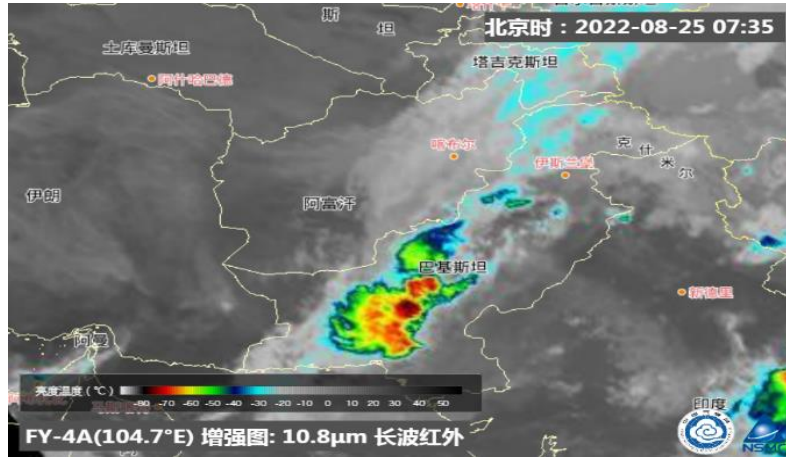 北京时：2022-08-25 07:35
斯
坦
土库曼斯坦
阿什哈巴德
塔吉克斯坦
喀布尔
伊斯兰堡
克什米尔
伊朗
阿富汗
巴基斯坦
新德里
阿曼
亮度温度（℃）
-80 -70 -60 -50 -40 -30 -20 -10 0 10 20 30 40 50
印度
FY-4A(104.7°E) 增强图: 10.8μm 长波红外
NSMC